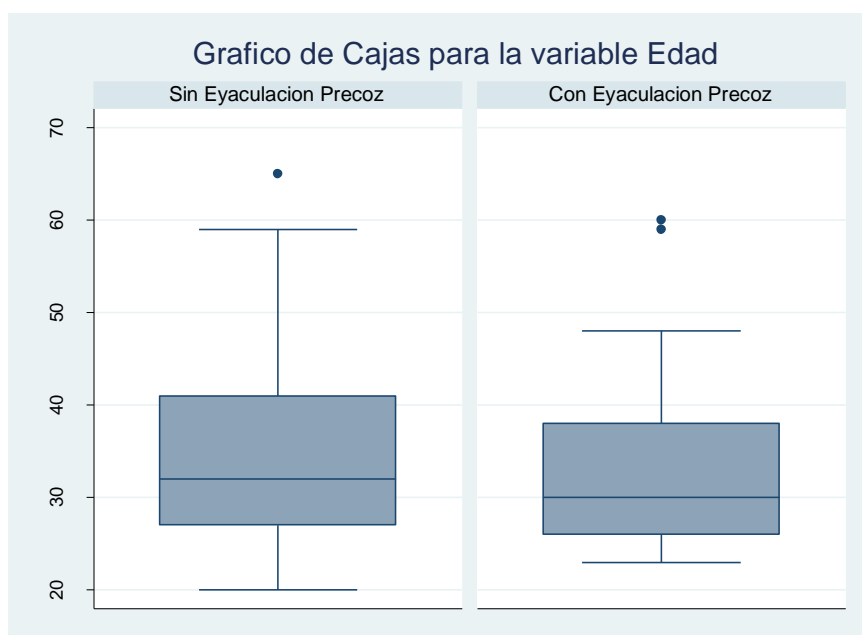 Grafico de Cajas para la variable Edad
Sin Eyaculacion Precoz
Con Eyaculacion Precoz
70
60
50
40
30
20